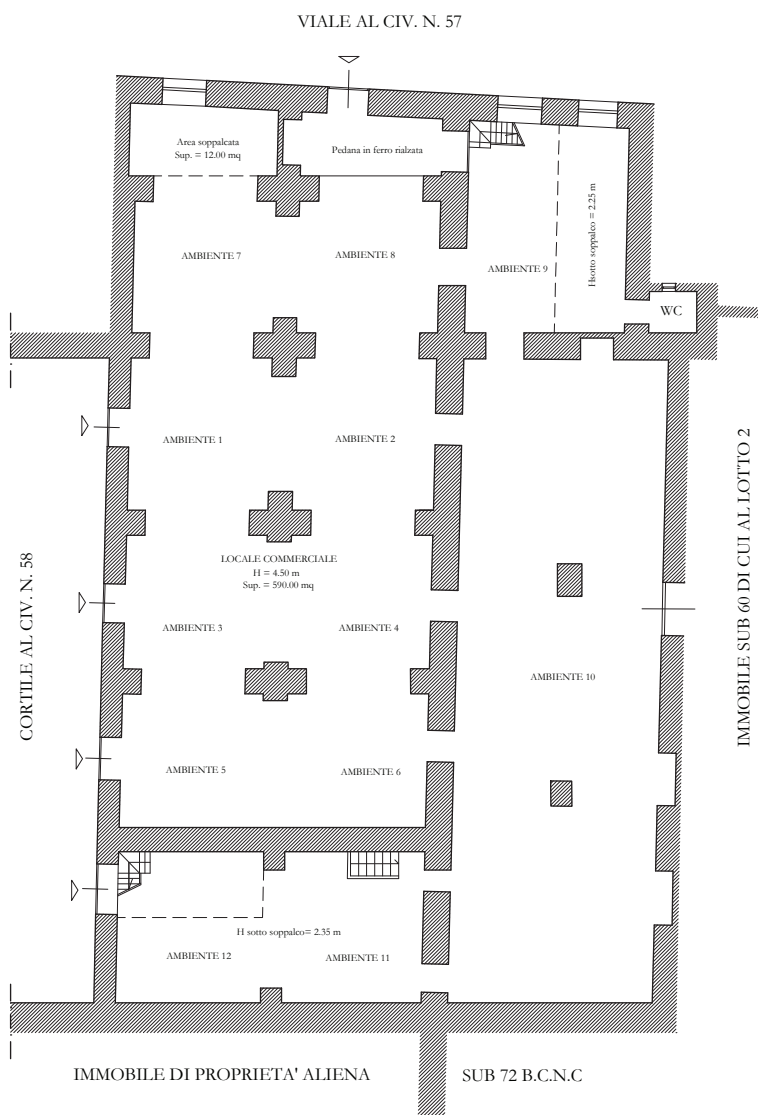 VIALE AL CIV. N. 57
Area soppalcata
Sup. = 12.00 mq
Pedana in ferro rialzata
Hsotto soppalco = 2.25 m
AMBIENTE 7
AMBIENTE 8
AMBIENTE 9
WC
AMBIENTE 1
AMBIENTE 2
LOCALE COMMERCIALE
H = 4.50 m
Sup. = 590.00 mq
CORTILE AL CIV. N. 58
IMMOBILE SUB 60 DI CUI AL LOTTO 2
AMBIENTE 3
AMBIENTE 4
AMBIENTE 10
AMBIENTE 5
AMBIENTE 6
H sotto soppalco= 2.35 m
AMBIENTE 12
AMBIENTE 11
IMMOBILE DI PROPRIETA' ALIENA
SUB 72 B.C.N.C